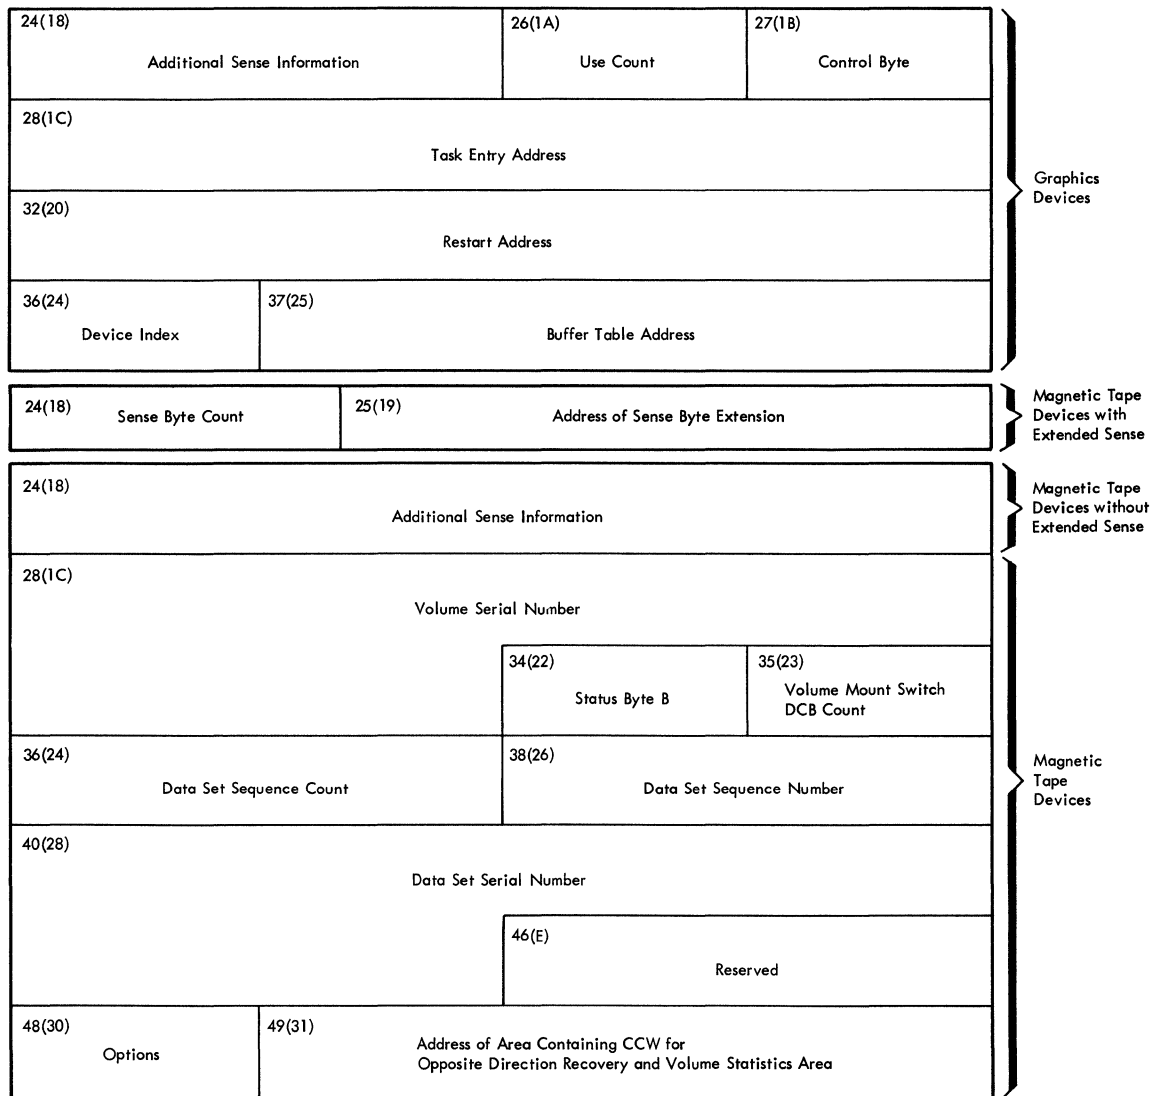 24(18)
Additional Sense Information
26(1A)
Use Count
27(1B)
Control Byte
28(1C)
Task Entry Address
32(20)
Restart Address
36(24)
Device Index
37(25)
Buffer Table Address
Graphics
Devices
24(18)
Sense Byte Count
25(19)
Address of Sense Byte Extension
Magnetic Tape
Devices with
Extended Sense
24(18)
Additional Sense Information
Magnetic Tape
Devices without
Extended Sense
28(1C)
Volume Serial Number
34(22)
Status Byte B
35(23)
Volume Mount Switch
DCB Count
36(24)
Data Set Sequence Count
38(26)
Data Set Sequence Number
Magnetic
Tape
Devices
40(28)
Data Set Serial Number
46(E)
Reserved
48(30)
Options
49(31)
Address of Area Containing CCW for
Opposite Direction Recovery and Volume Statistics Area